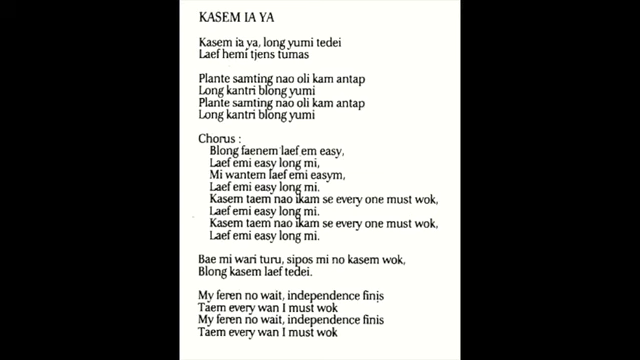 KASEM IA YA
Kasem ia ya, long yumi tedei
Laef hemi tjens tumas
Plante samting nao oli kam antap
Long kantri blong yumi
Plante samting nao oli kam antap
Long kantri blong yumi
Chorus :
Blong faenem laef em easy,
Laef emi easy long mi,
Mi wantem laef emi easym,
Laef emi easy long mi.
Kasem taem nao ikam se every one must wok,
Laef emi easy long mi.
Kasem taem nao ikam se every one must wok,
Laef emi easy long mi.
Bae mi wari turu, sipos mi no kasem wok,
Blong kasem laef tedei.
My feren no wait, independence finis
Taem every wan I must wok
My feren no wait, independence finis
Taem every wan I must wok